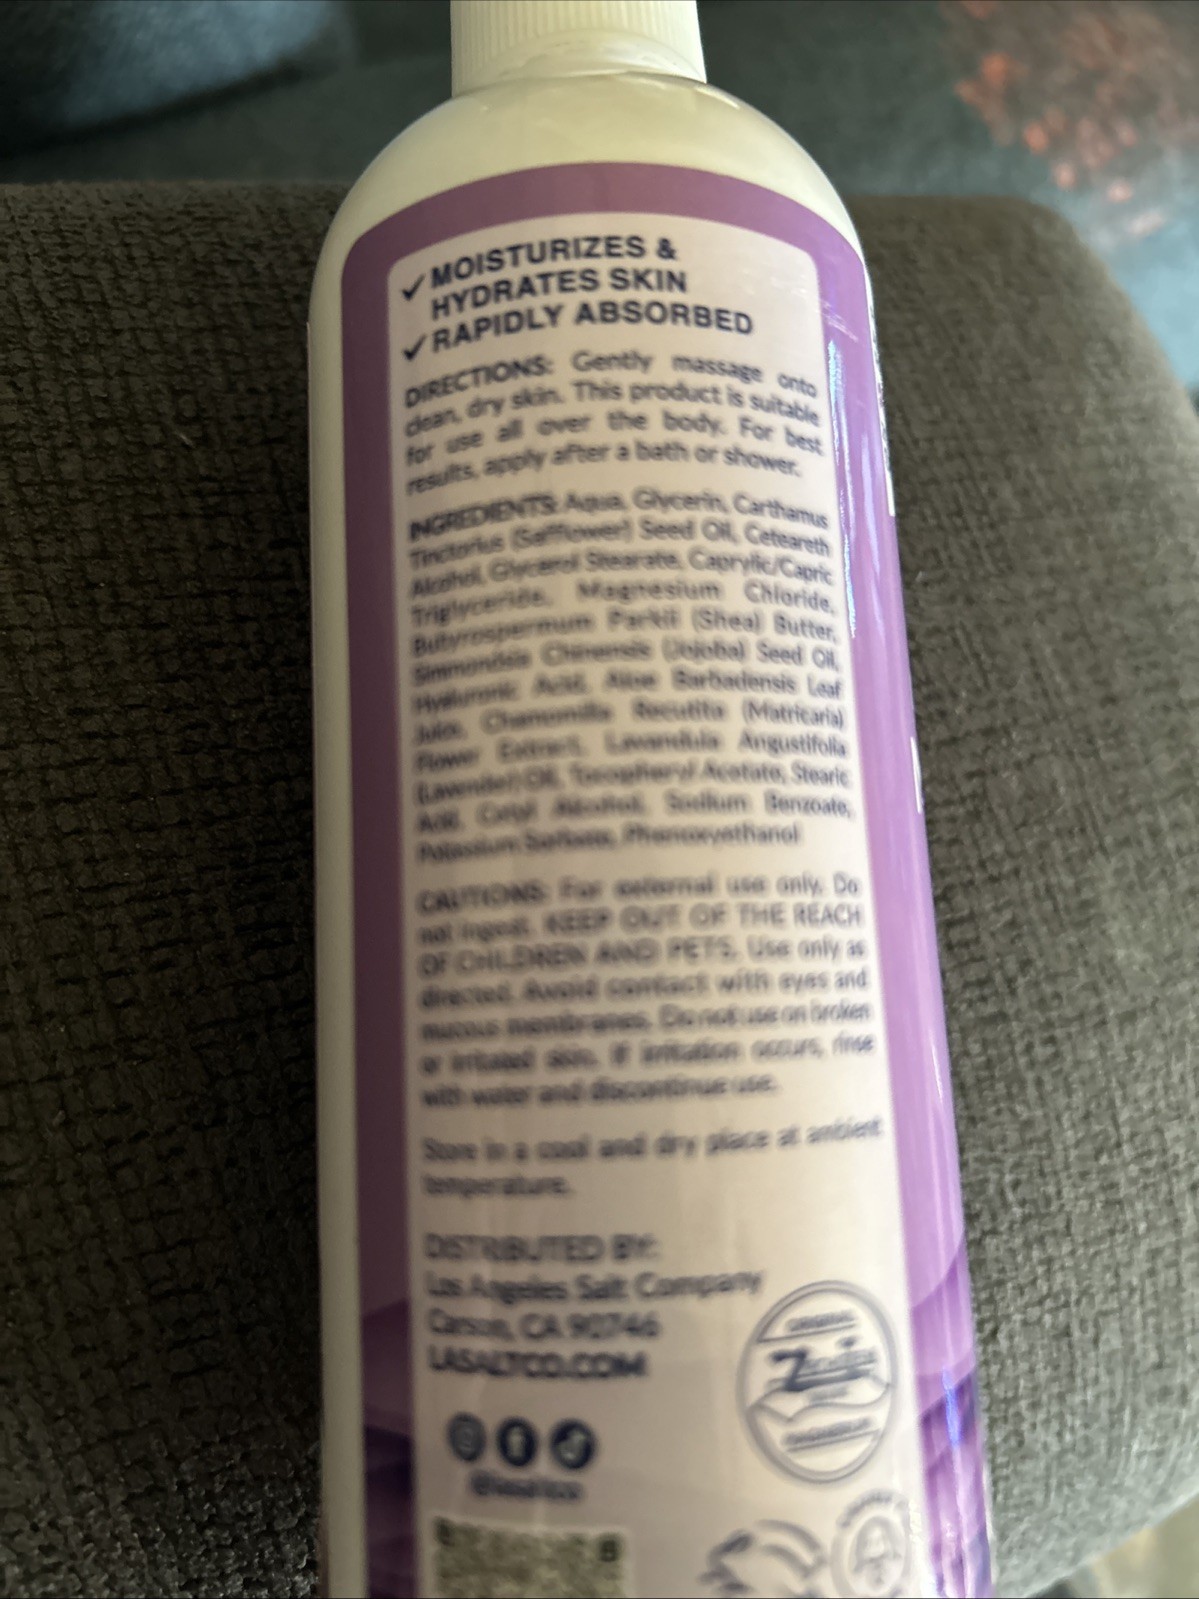 ✓ MOISTURIZES &
HYDRATES SKIN
✓ RAPIDLY ABSORBED
DIRECTIONS: Gently massage onto
clean, dry skin. This product is suitable
for use all over the body. For best
results, apply after a bath or shower.
INGREDIENTS: Aqua, Glycerin, Carthamus
Tinctorius (Safflower) Seed Oil, Ceteareth
Alcohol, Glycerol Stearate, Caprylic/Capric
Triglyceride, Magnesium Chloride,
Butyrospermum Parkii (Shea) Butter,
Simmondsia Chinensis (Jojoba) Seed Oil,
Hyaluronic Acid, Aloe Barbadensis Leaf
Juice, Chamomilla Recutita (Matricaria)
Flower Extract, Lavandula Angustifolia
(Lavender) Oil, Tocopheryl Acetate, Stearic
Acid, Cetyl Alcohol, Sodium Benzoate,
Potassium Sorbate, Phenoxyethanol
CAUTIONS: For external use only. Do
not ingest. KEEP OUT OF THE REACH
OF CHILDREN AND PETS. Use only as
directed. Avoid contact with eyes and
mucous membranes. Do not use on broken
or irritated skin. If irritation occurs, rinse
with water and discontinue use.
Store in a cool and dry place at ambient
temperature.
DISTRIBUTED BY:
Los Angeles Salt Company
Carson, CA 90746
LASALTCO.COM
@lasaltco